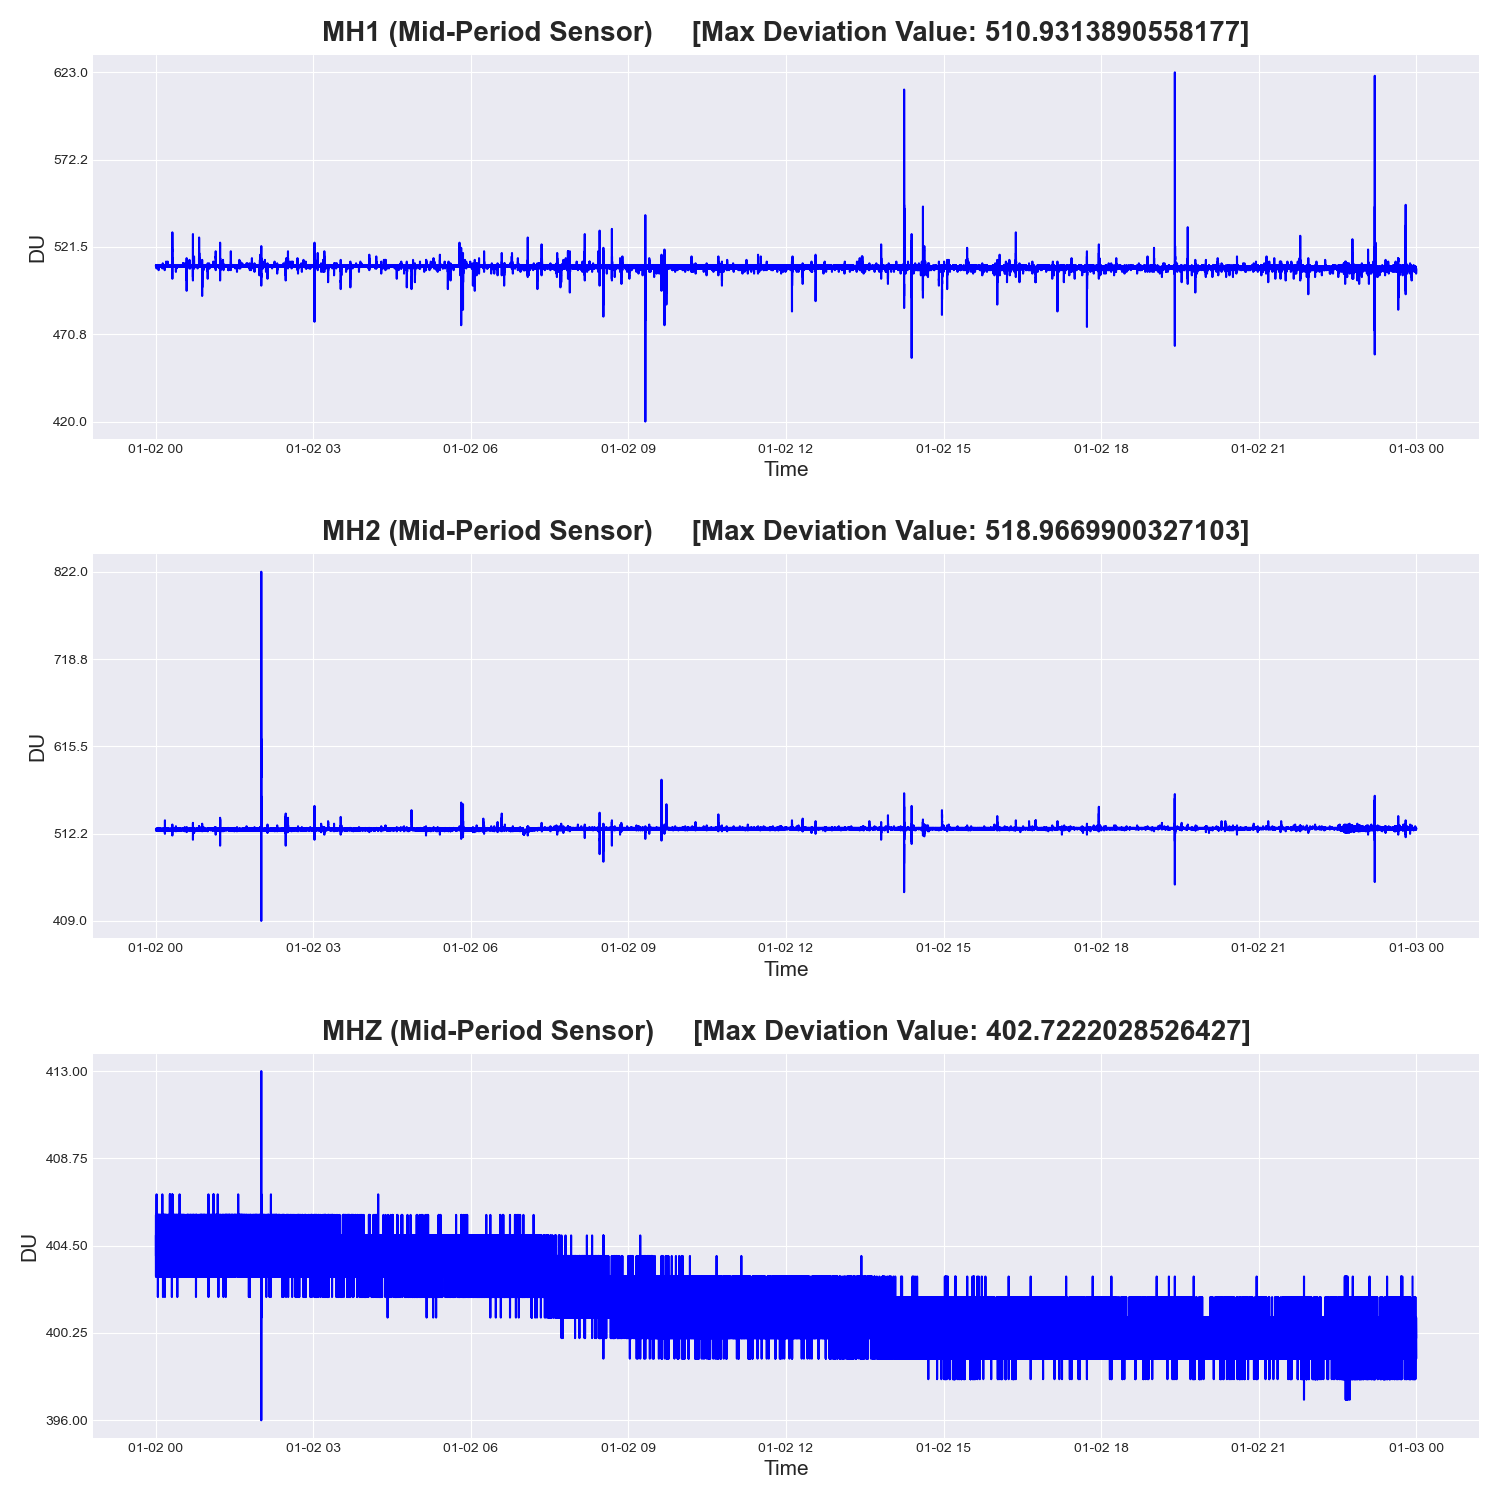 MH1 (Mid-Period Sensor) [Max Deviation Value: 510.9313890558177]
623.0
572.2
521.5
470.8
420.0
DU
01-02 00 01-02 03 01-02 06 01-02 09 01-02 12 01-02 15 01-02 18 01-02 21 01-03 00
Time
MH2 (Mid-Period Sensor) [Max Deviation Value: 518.9669900327103]
822.0
718.8
615.5
512.2
409.0
DU
01-02 00 01-02 03 01-02 06 01-02 09 01-02 12 01-02 15 01-02 18 01-02 21 01-03 00
Time
MHZ (Mid-Period Sensor) [Max Deviation Value: 402.7222028526427]
413.00
408.75
404.50
400.25
396.00
DU
01-02 00 01-02 03 01-02 06 01-02 09 01-02 12 01-02 15 01-02 18 01-02 21 01-03 00
Time